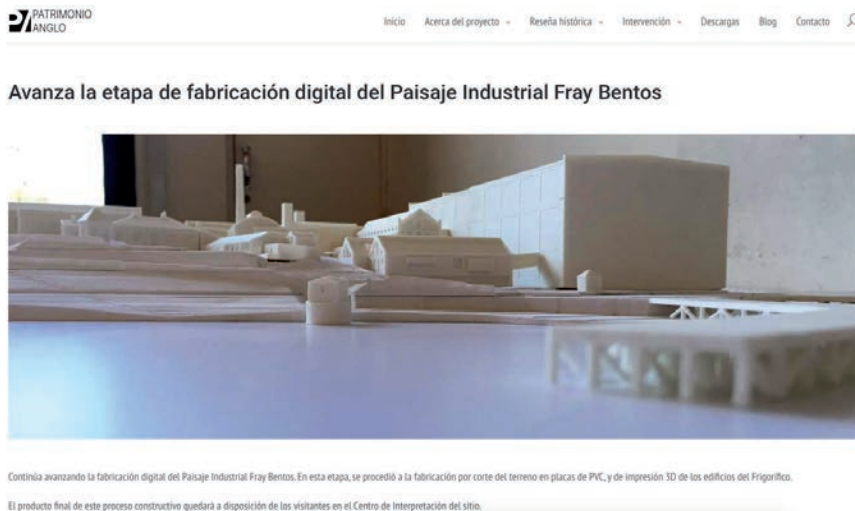 PATRIMONIO
ANGLO
Inicio Acerca del proyecto Reseña histórica Intervención Descargas Blog Contacto
Avanza la etapa de fabricación digital del Paisaje Industrial Fray Bentos
Continúa avanzando la fabricación digital del Paisaje Industrial Fray Bentos. En esta etapa, se procedió a la fabricación por corte del terreno en placas de PVC, y de impresión 3D de los edificios del Frigorífico.
El producto final de este proceso constructivo quedará a disposición de los visitantes en el Centro de Interpretación del sitio.